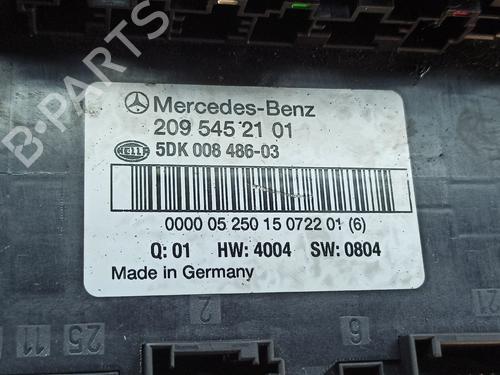 B-PARTS
Mercedes-Benz
209 545 21 01
HELLA 5DK 008 486-03
0000 05 250 15 0722 01 (6)
Q: 01 HW: 4004 SW: 0804
Made in Germany
2
25
11
6
21